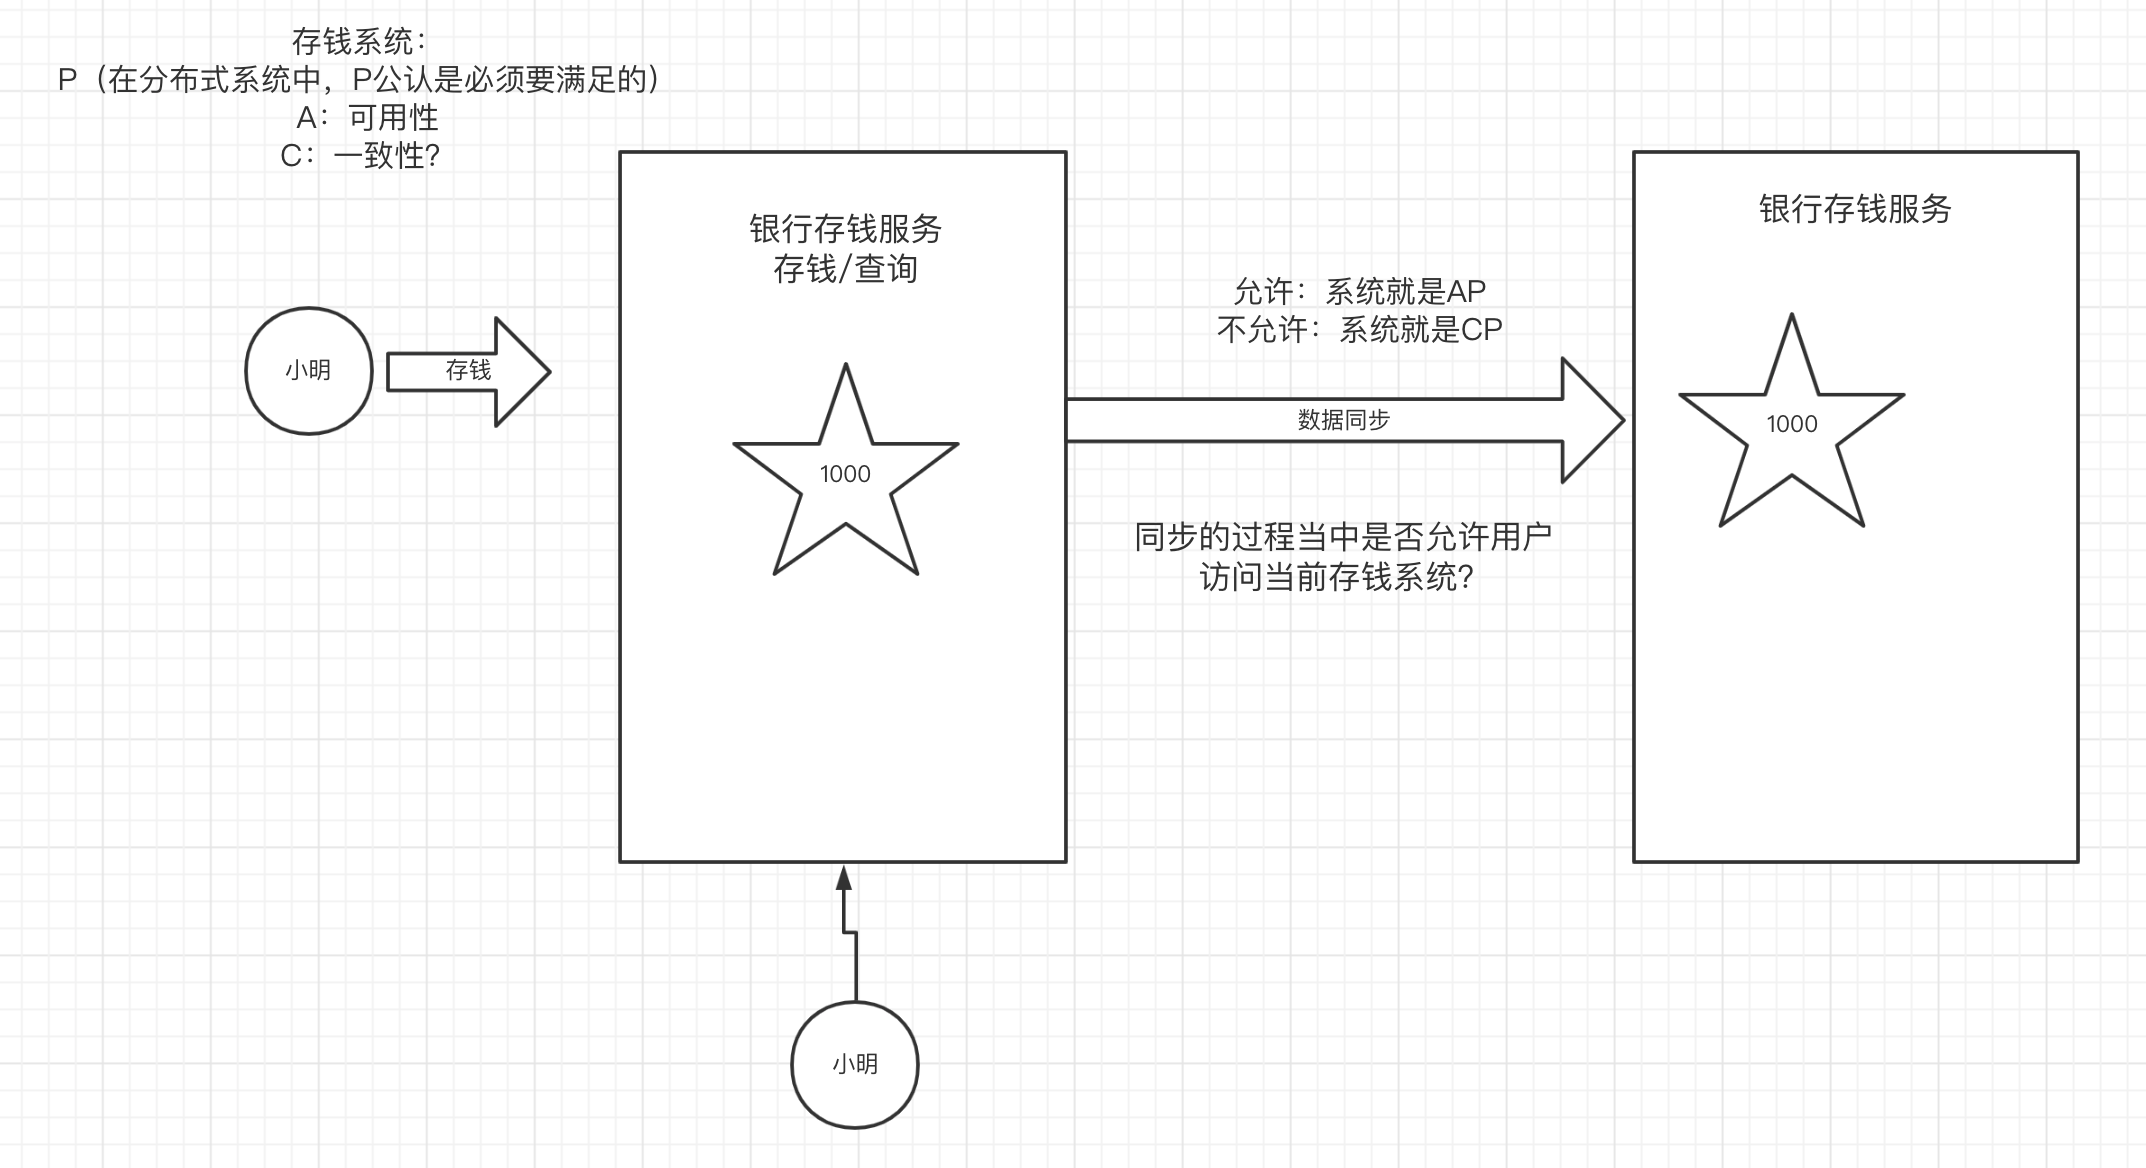 存钱系统：
P（在分布式系统中，P公认是必须要满足的）
A：可用性
C：一致性？
小明
存钱
银行存钱服务
存钱/查询
1000
允许：系统就是AP
不允许：系统就是CP
数据同步
同步的过程当中是否允许用户
访问当前存钱系统？
银行存钱服务
1000
小明